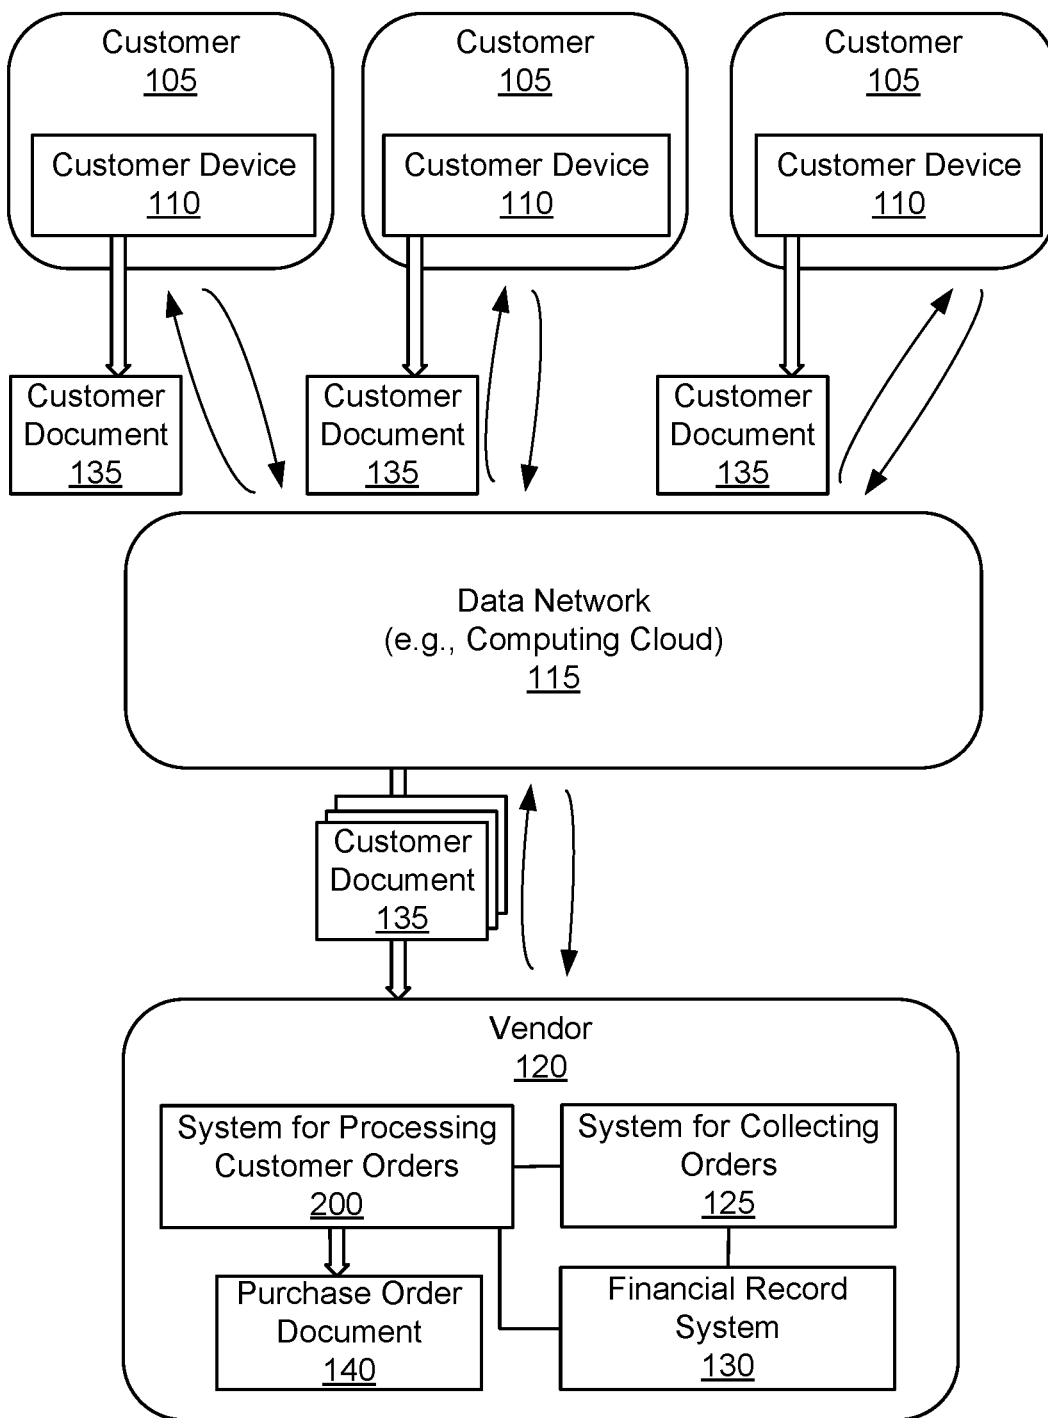 Customer
105
Customer Device
110
Customer
105
Customer Device
110
Customer
105
Customer Device
110
Customer
Document
135
Customer
Document
135
Customer
Document
135
Data Network
(e.g., Computing Cloud)
115
Customer
Document
135
Vendor
120
System for Processing
Customer Orders
200
System for Collecting
Orders
125
Purchase Order
Document
140
Financial Record
System
130